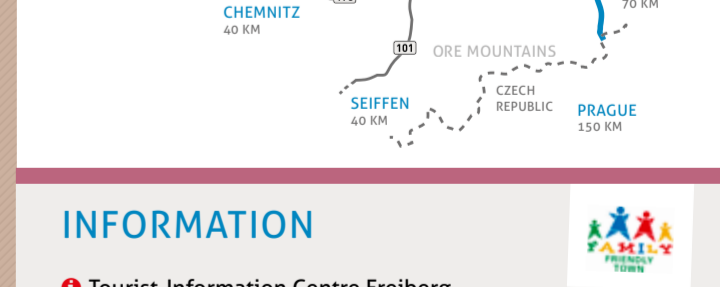 70 KM
CHEMNITZ
40 KM
101
ORE MOUNTAINS
CZECH
REPUBLIC
SEIFFEN
40 KM
PRAGUE
150 KM
INFORMATION
FAMILY
FRIENDLY
TOWN
Tourist-Information Centre Freiberg